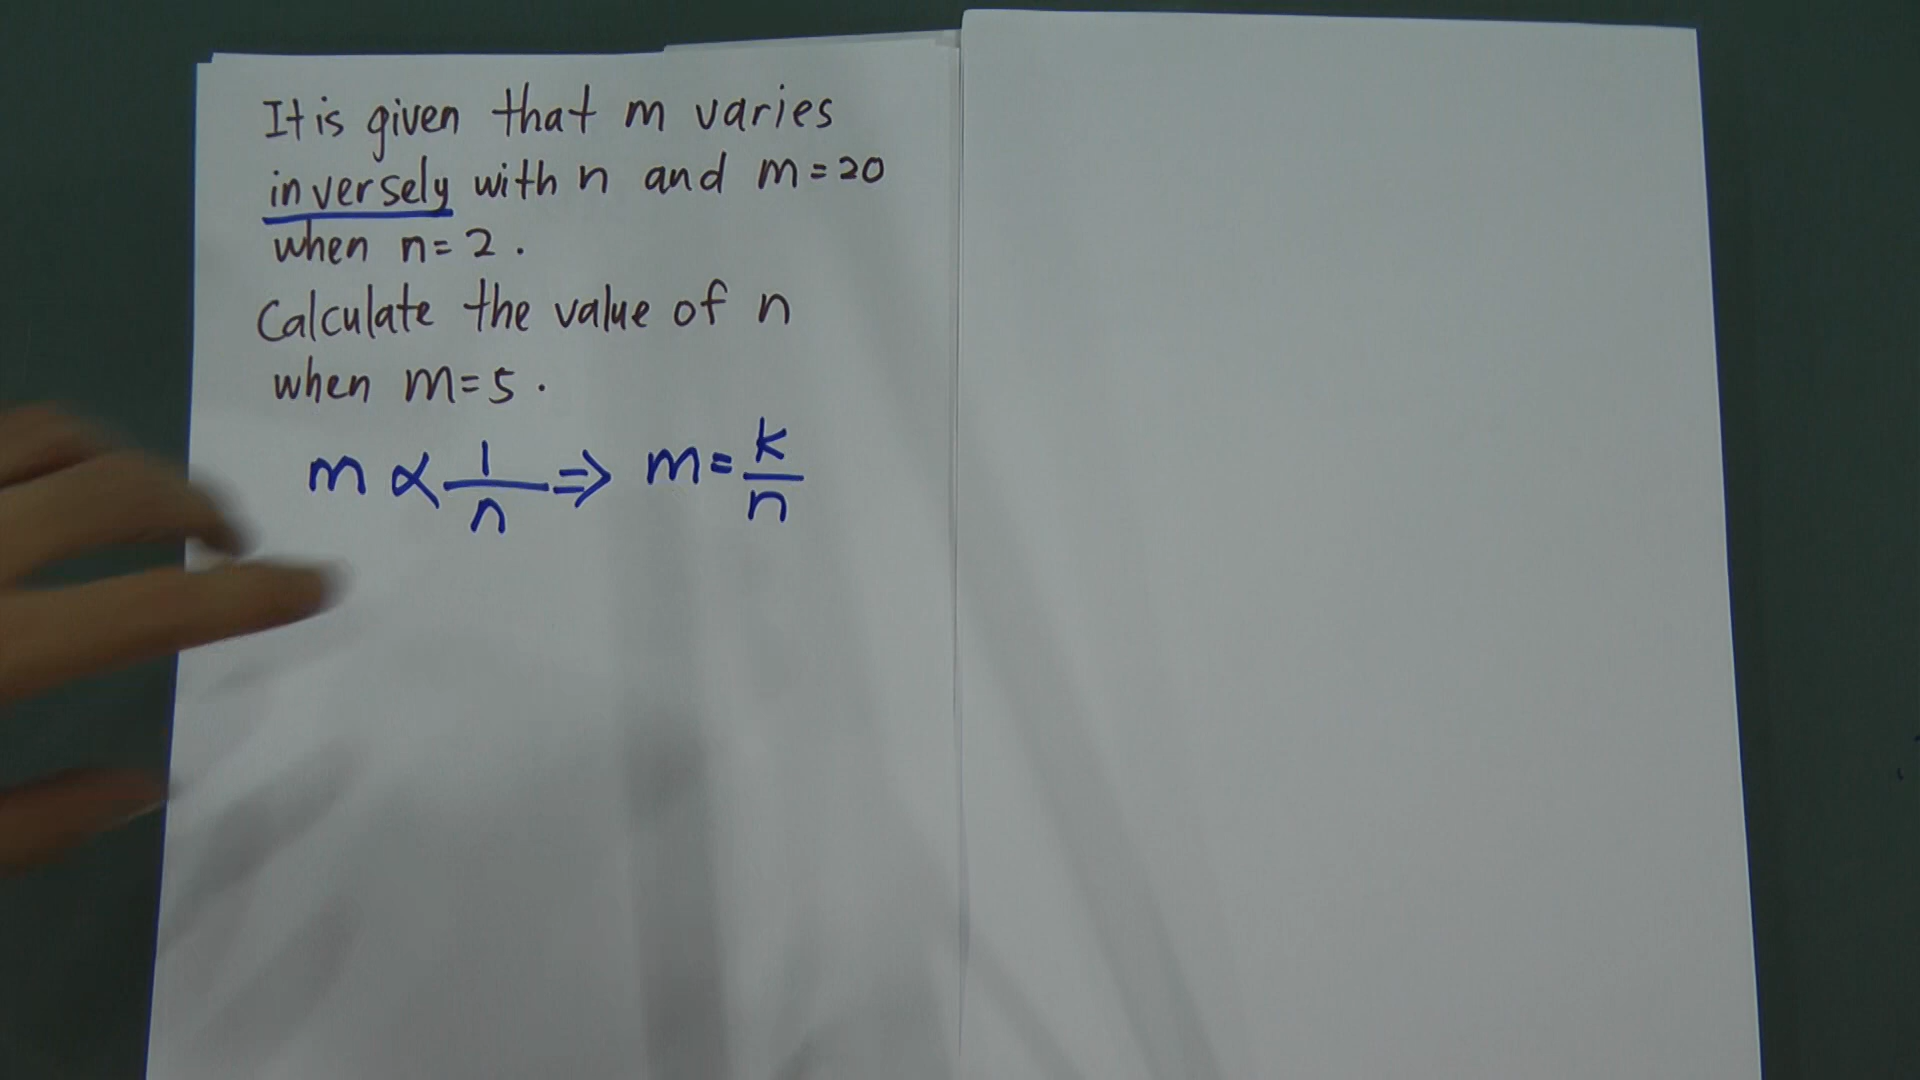 It is given that m varies
inversely with n and m=20
when n=2.
Calculate the value of n
when m=5.
m ∝ 1/n ⇒ m = k/n